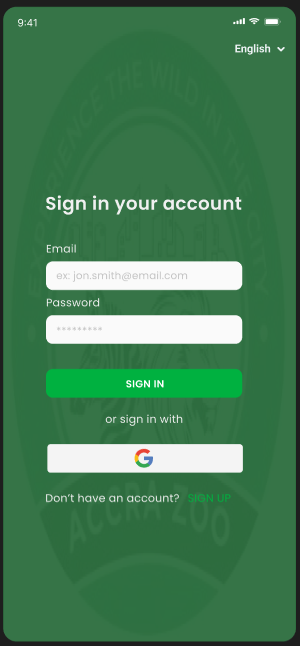 9:41
English
EXPERIENCE THE WILD IN THE CITY
Sign in your account
Email
ex: jon.smith@email.com
Password
*********
SIGN IN
or sign in with
G
Don't have an account? SIGN UP
ACCRA ZOO